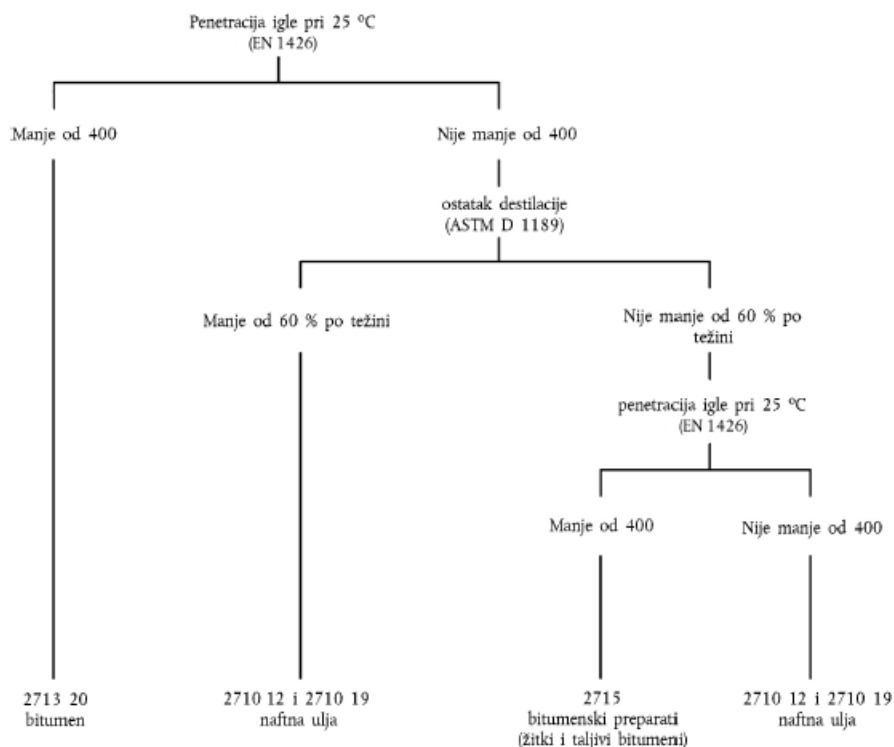 Penetracija igle pri 25 ºC
(EN 1426)
Manje od 400
Nije manje od 400
ostatak destilacije
(ASTM D 1189)
Manje od 60 % po težini
Nije manje od 60 % po
težini
penetracija igle pri 25 ºC
(EN 1426)
Manje od 400
Nije manje od 400
2713 20
bitumen
2710 12 i 2710 19
naftna ulja
2715
bitumenski preparati
(žitki i taljivi bitumeni)
2710 12 i 2710 19
naftna ulja